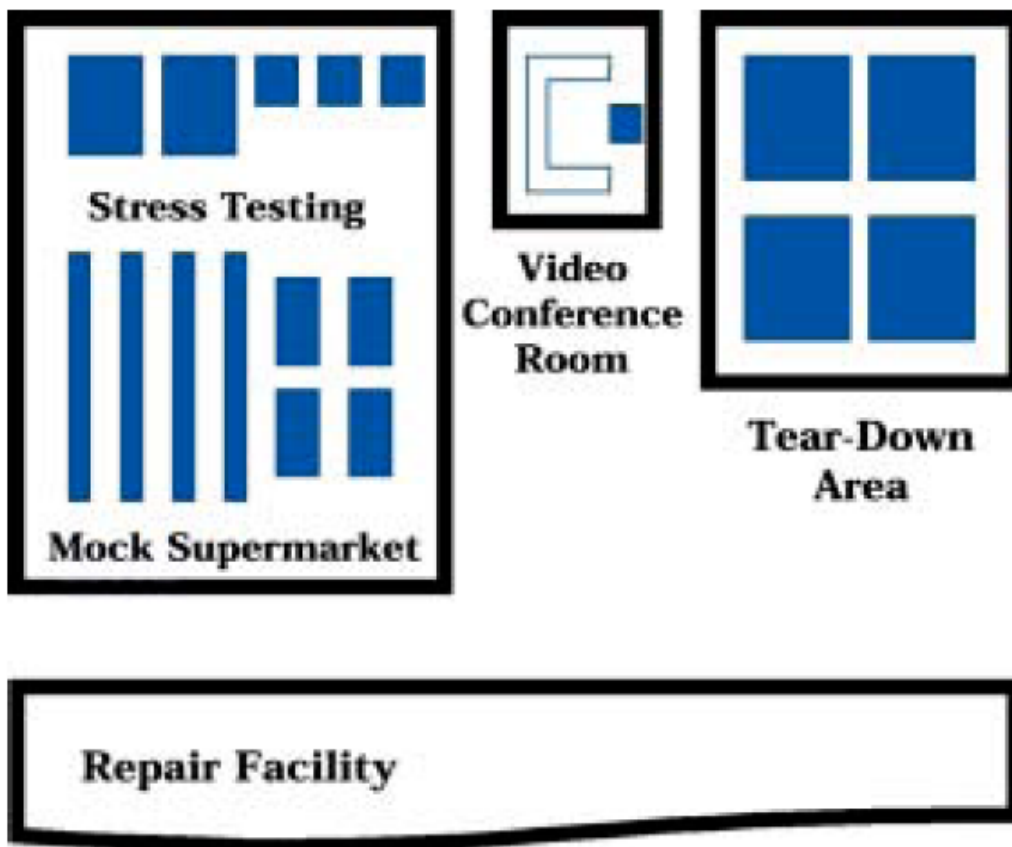 Stress Testing
Mock Supermarket
Video
Conference
Room
Tear-Down
Area
Repair Facility